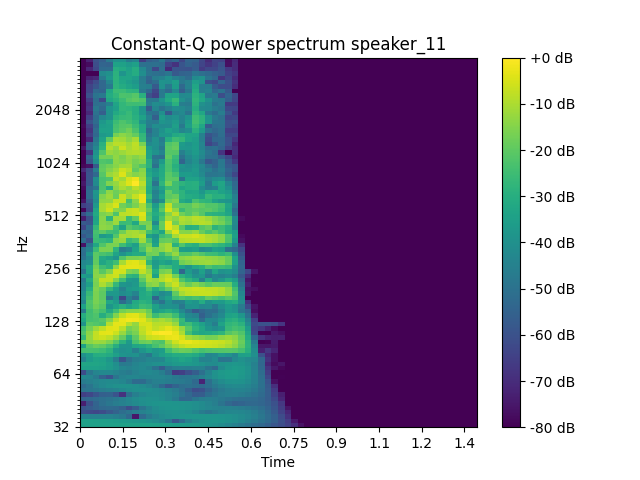 Constant-Q power spectrum speaker_11
Hz
2048
1024
512
256
128
64
32
0 0.15 0.3 0.45 0.6 0.75 0.9 1.1 1.2 1.4
Time
+0 dB
-10 dB
-20 dB
-30 dB
-40 dB
-50 dB
-60 dB
-70 dB
-80 dB